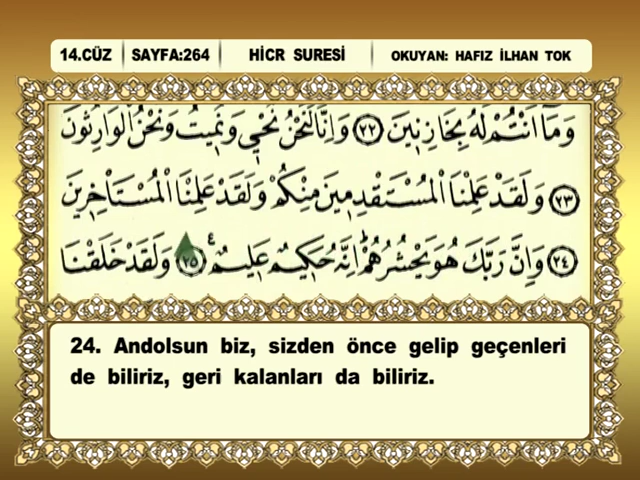 14.CÜZ SAYFA:264 HİCR SURESİ OKUYAN: HAFIZ İLHAN TOK
وَمَٓا اَنْتُمْ لَهُ بِخَازِنٖينَ ﴿٢٢﴾ وَاِنَّا لَنَحْنُ نُحْيٖ وَنُمٖيتُ وَنَحْنُ الْوَارِثُونَ
﴿٢٣﴾ وَلَقَدْ عَلِمْنَا الْمُسْتَقْدِمٖينَ مِنْكُمْ وَلَقَدْ عَلِمْنَا الْمُسْتَاْخِرٖينَ
﴿٢٤﴾ وَاِنَّ رَبَّكَ هُوَ يَحْشُرُهُمْ اِنَّهُ حَكٖيمٌ عَلٖيمٌ ﴿٢٥﴾ وَلَقَدْ خَلَقْنَا
24. Andolsun biz, sizden önce gelip geçenleri
de biliriz, geri kalanları da biliriz.